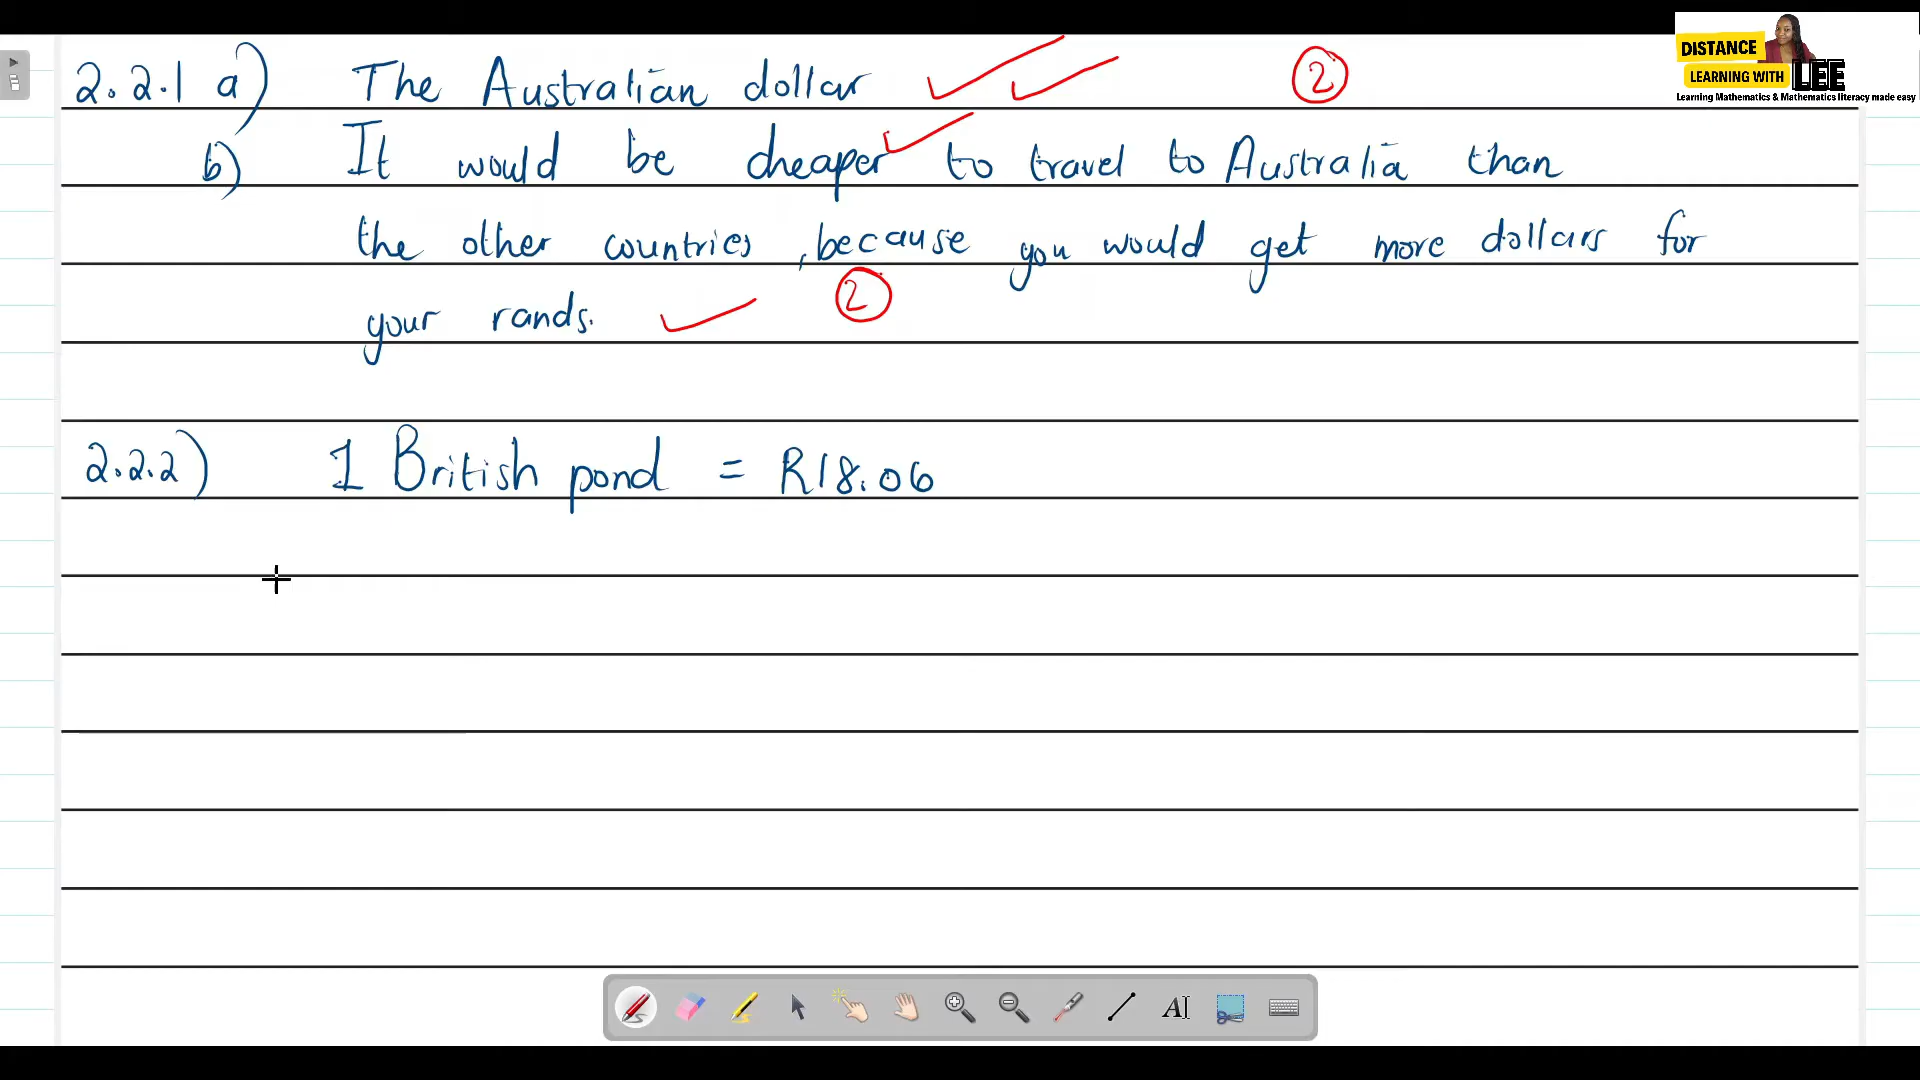 DISTANCE
LEARNING WITH LEE
Learning Mathematics & Mathematics literacy made easy
2.2.1 a) The Australian dollar 2
b) It would be cheaper to travel to Australia than
the other countries, because you would get more dollars for
your rands. 2
2.2.2) 1 British pond = R18.06
A